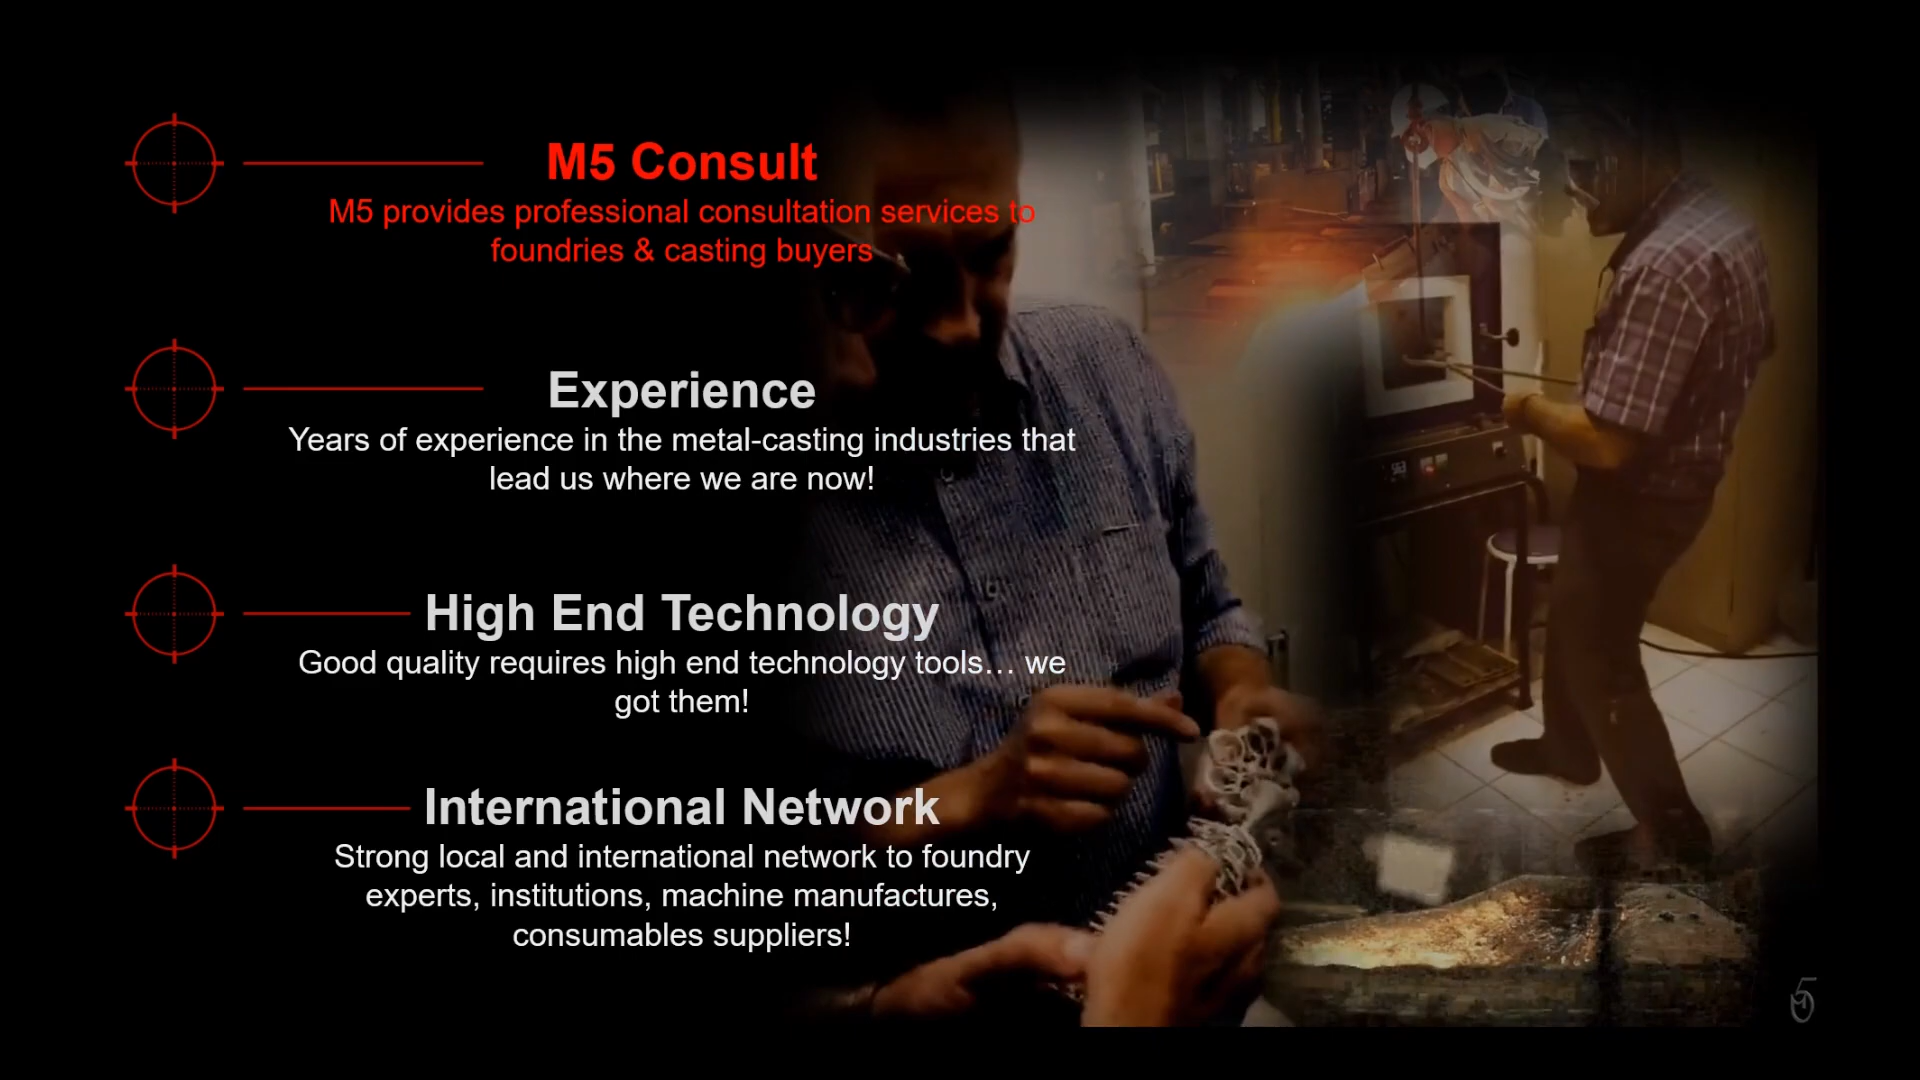 M5 Consult
M5 provides professional consultation services to
foundries & casting buyers
Experience
Years of experience in the metal-casting industries that
lead us where we are now!
High End Technology
Good quality requires high end technology tools… we
got them!
International Network
Strong local and international network to foundry
experts, institutions, machine manufactures,
consumables suppliers!